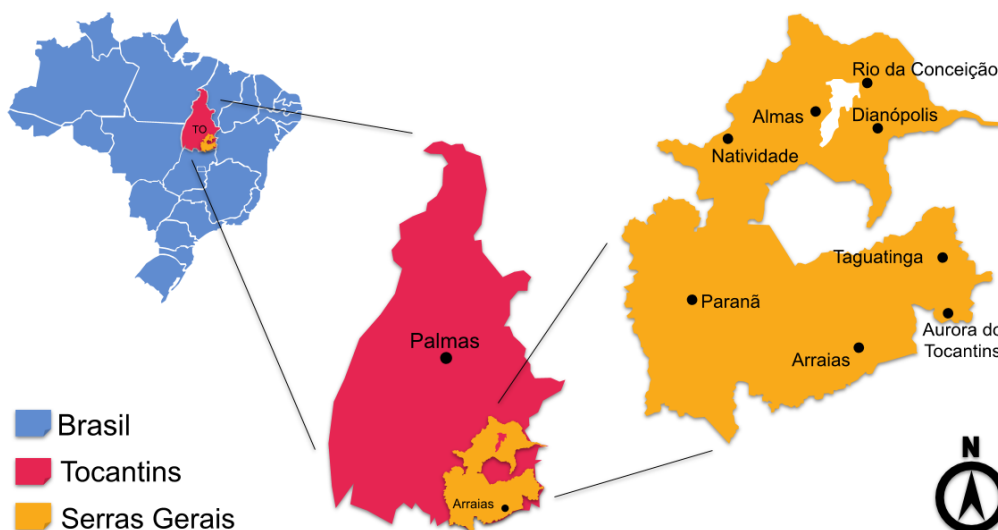 TO
Rio da Conceição
Almas
Dianópolis
Natividade
Taguatinga
Paranã
Aurora do
Tocantins
Arraias
Palmas
Arraias
Brasil
Tocantins
Serras Gerais
N